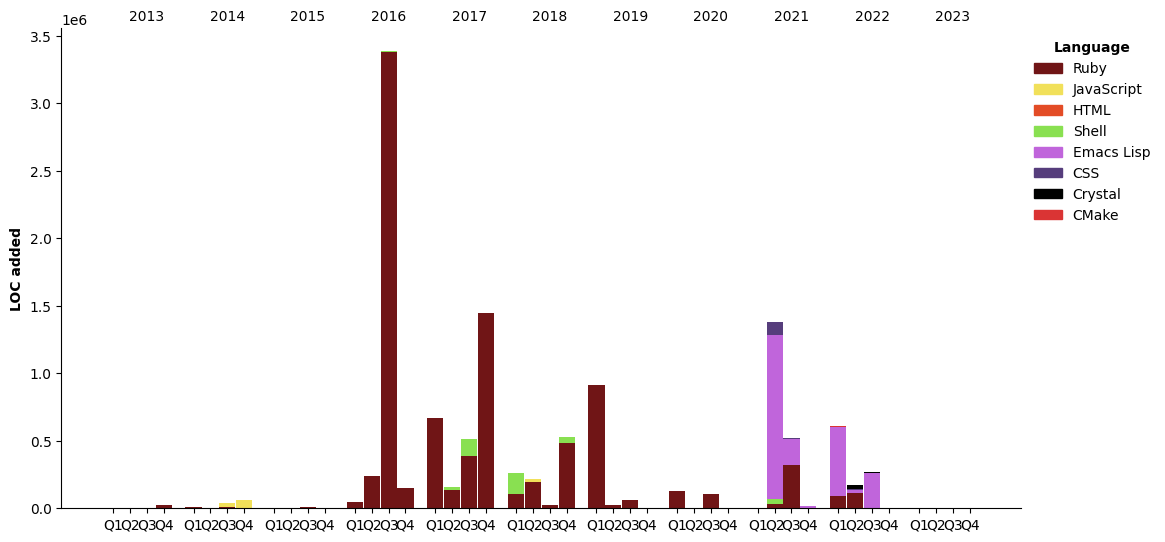 2013 2014 2015 2016 2017 2018 2019 2020 2021 2022 2023
1e6
3.5
3.0
2.5
2.0
1.5
1.0
0.5
0.0
LOC added
Q1Q2Q3Q4 Q1Q2Q3Q4 Q1Q2Q3Q4 Q1Q2Q3Q4 Q1Q2Q3Q4 Q1Q2Q3Q4 Q1Q2Q3Q4 Q1Q2Q3Q4 Q1Q2Q3Q4 Q1Q2Q3Q4 Q1Q2Q3Q4
Language
Ruby
JavaScript
HTML
Shell
Emacs Lisp
CSS
Crystal
CMake